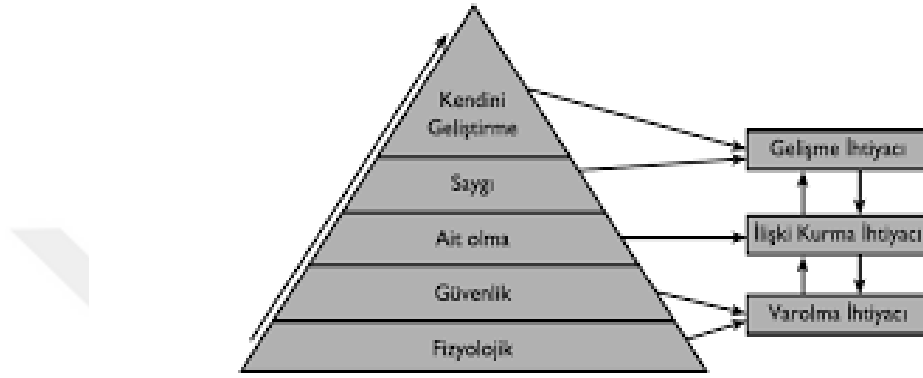 Kendini
Geliştirme
Gelişme İhtiyacı
Saygı
Ait olma
İlişki Kurma İhtiyacı
Güvenlik
Varolma İhtiyacı
Fizyolojik